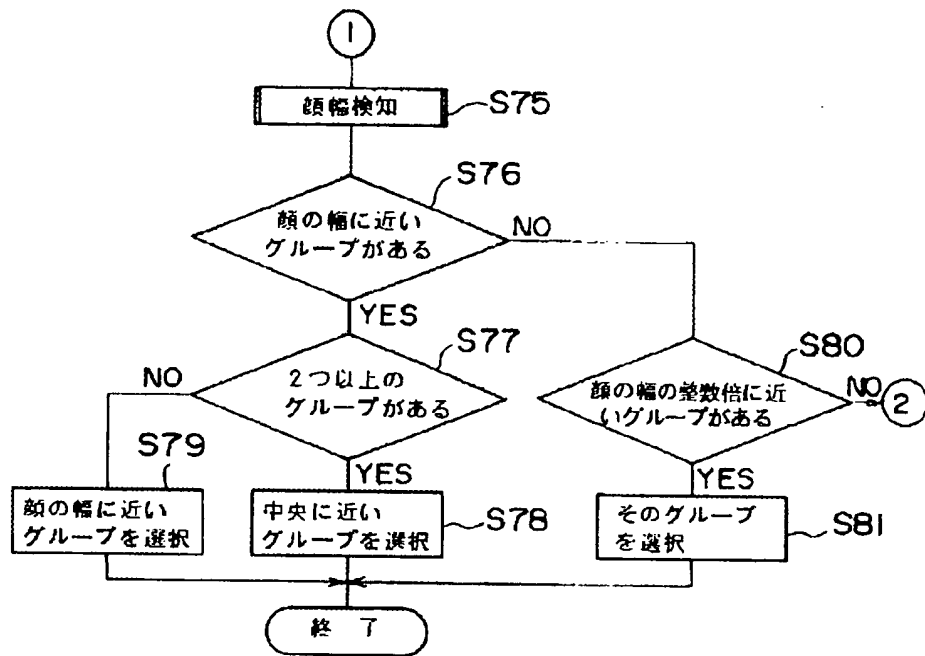 1
顔幅検知
S75
S76
顔の幅に近い
グループがある
NO
YES
S77
2つ以上の
グループがある
NO
S80
顔の幅の整数倍に近
いグループがある
NO
2
S79
YES
YES
顔の幅に近い
グループを選択
中央に近い
グループを選択
S78
そのグループ
を選択
S81
終了